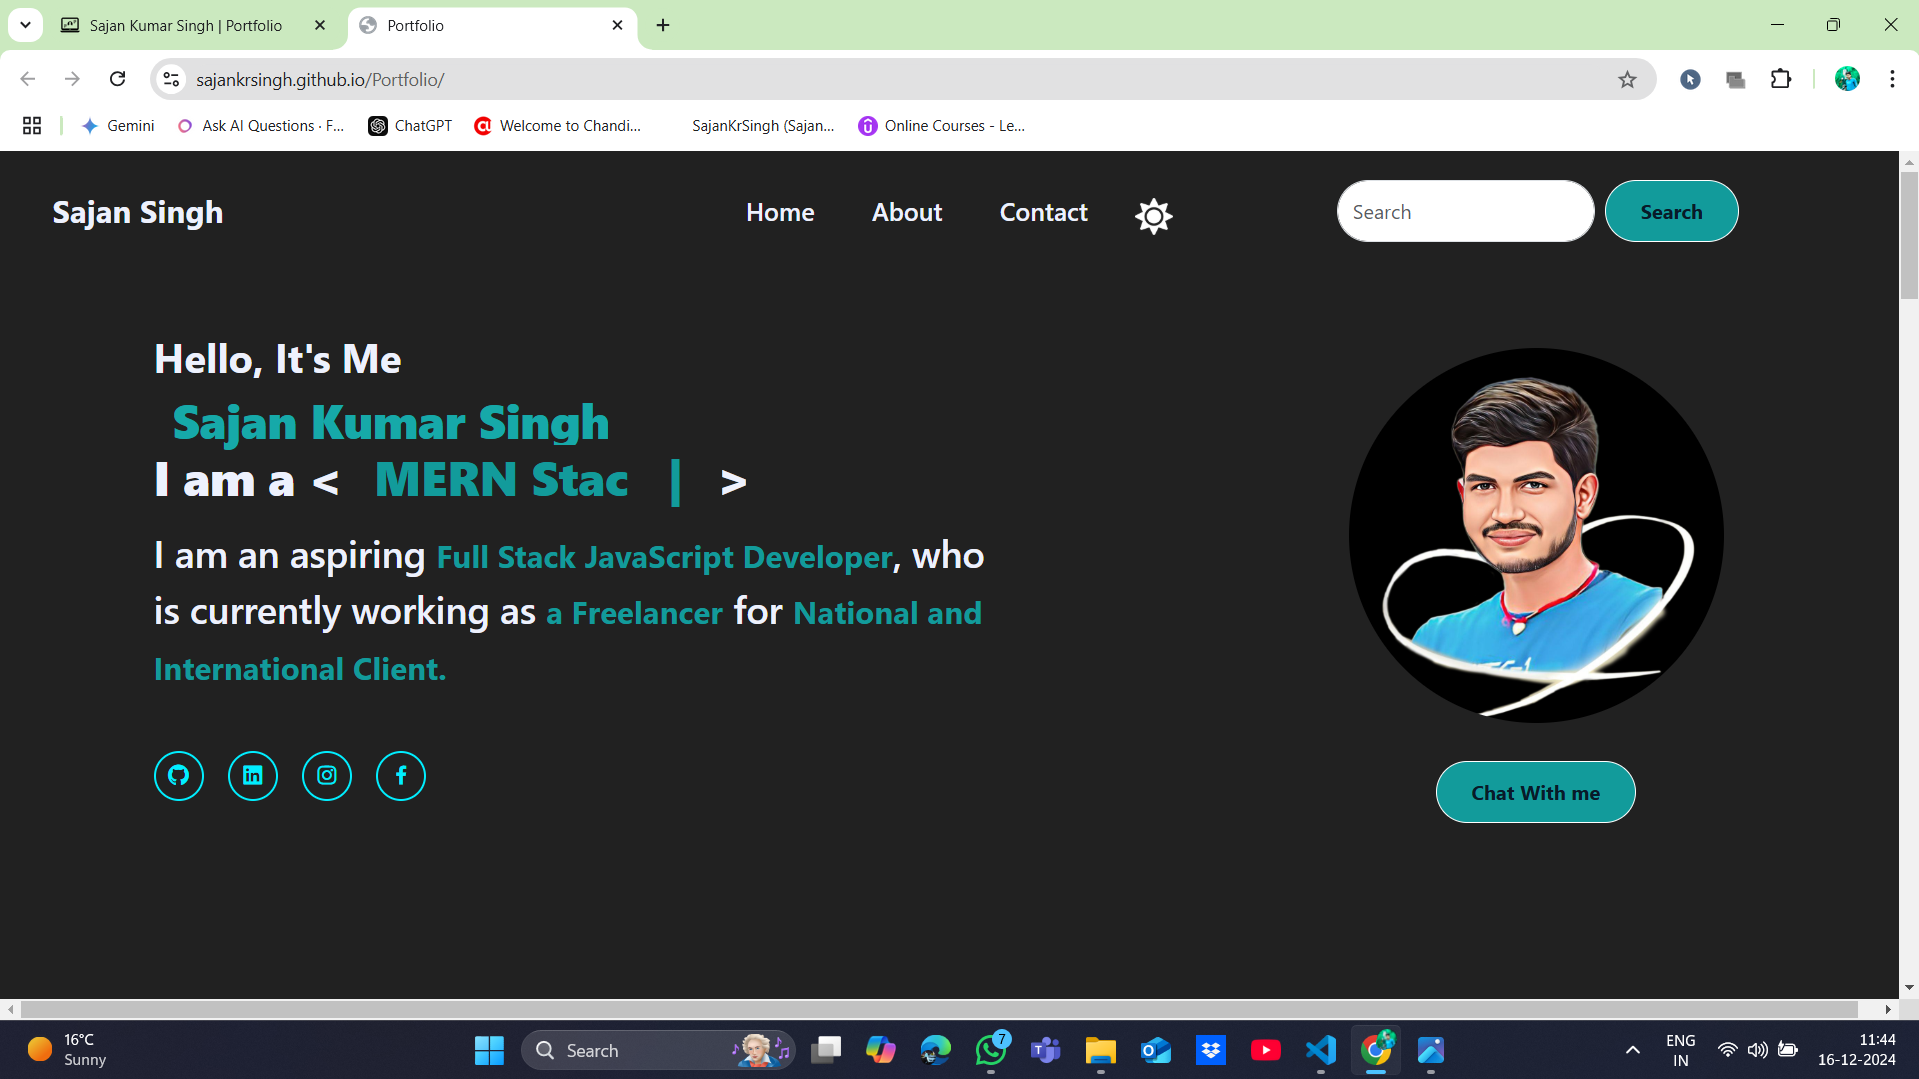 Sajan Kumar Singh | Portfolio
Portfolio
sajankrsingh.github.io/Portfolio/
Gemini
Ask AI Questions · F...
ChatGPT
Welcome to Chandi...
SajanKrSingh (Sajan...
Online Courses - Le...
Sajan Singh
Home
About
Contact
Search
Search
Hello, It's Me
Sajan Kumar Singh
I am a < MERN Stac | >
I am an aspiring Full Stack JavaScript Developer, who
is currently working as a Freelancer for National and
International Client.
Chat With me
16°C
Sunny
Search
7
ENG
IN
11:44
16-12-2024